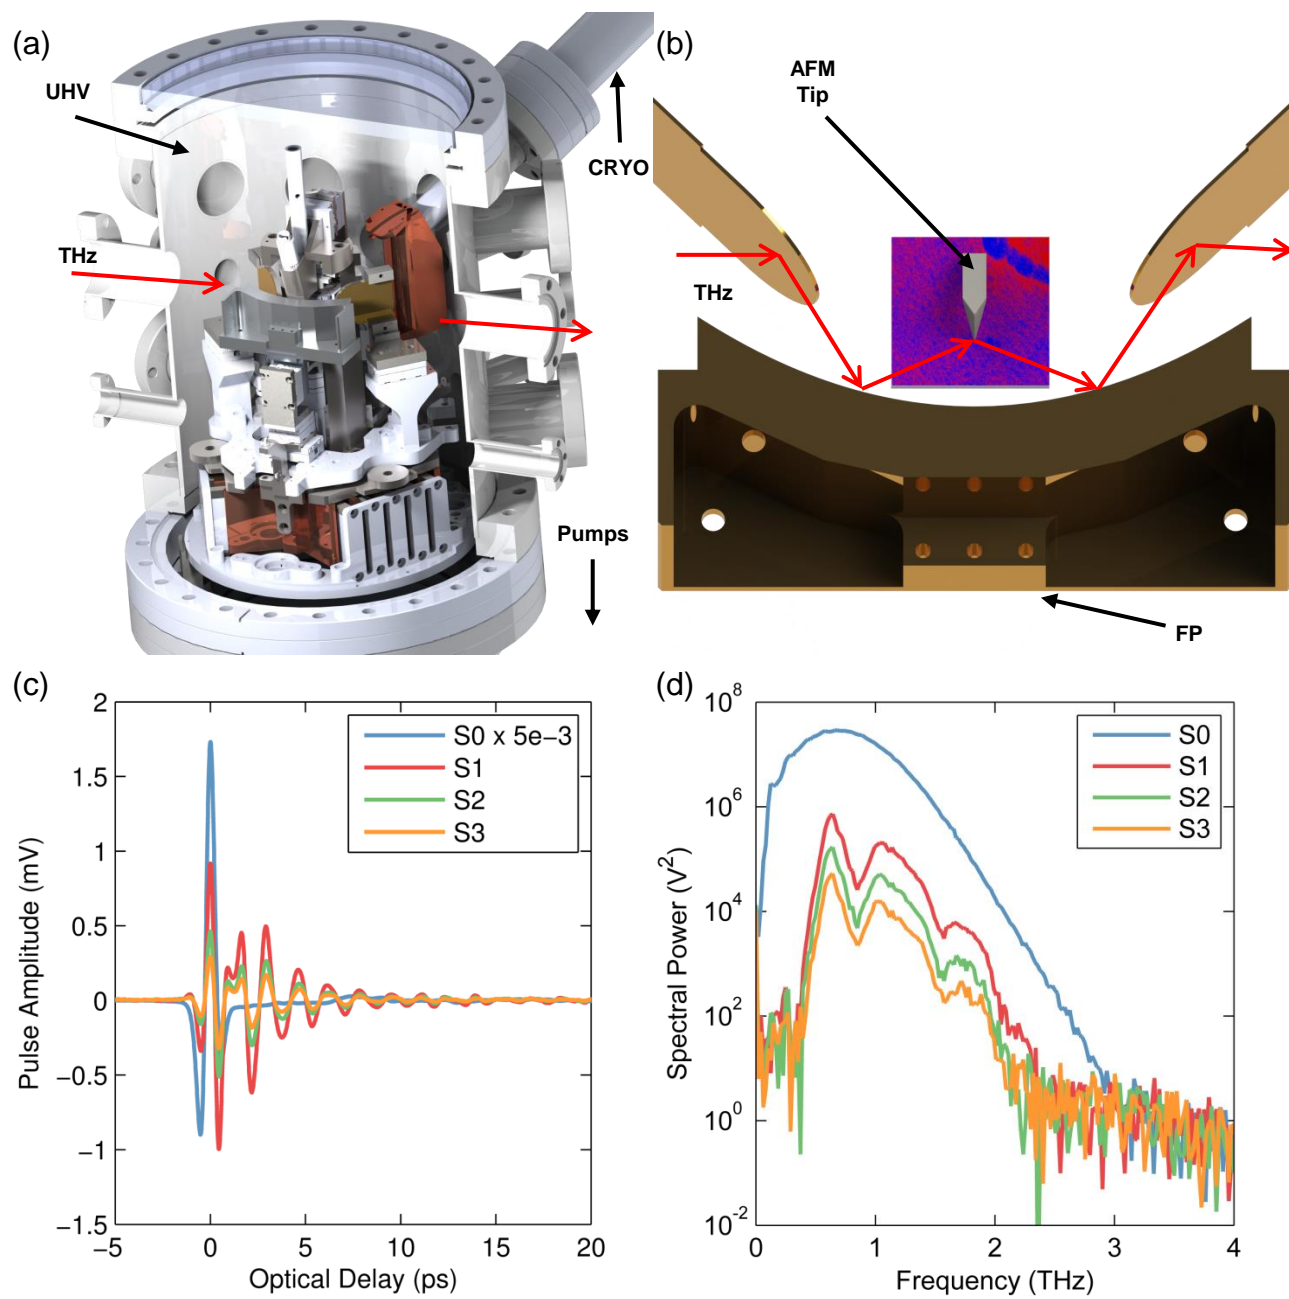 (a)
UHV
CRYO
THz
Pumps
(b)
AFM
Tip
THz
FP
(c)
2
1.5
1
0.5
0
−0.5
−1
−1.5
−5
0
5
10
15
20
Pulse Amplitude (mV)
Optical Delay (ps)
S0 x 5e−3
S1
S2
S3
(d)
10^8
10^6
10^4
10^2
10^0
10^-2
0
1
2
3
4
Spectral Power (V^2)
Frequency (THz)
S0
S1
S2
S3